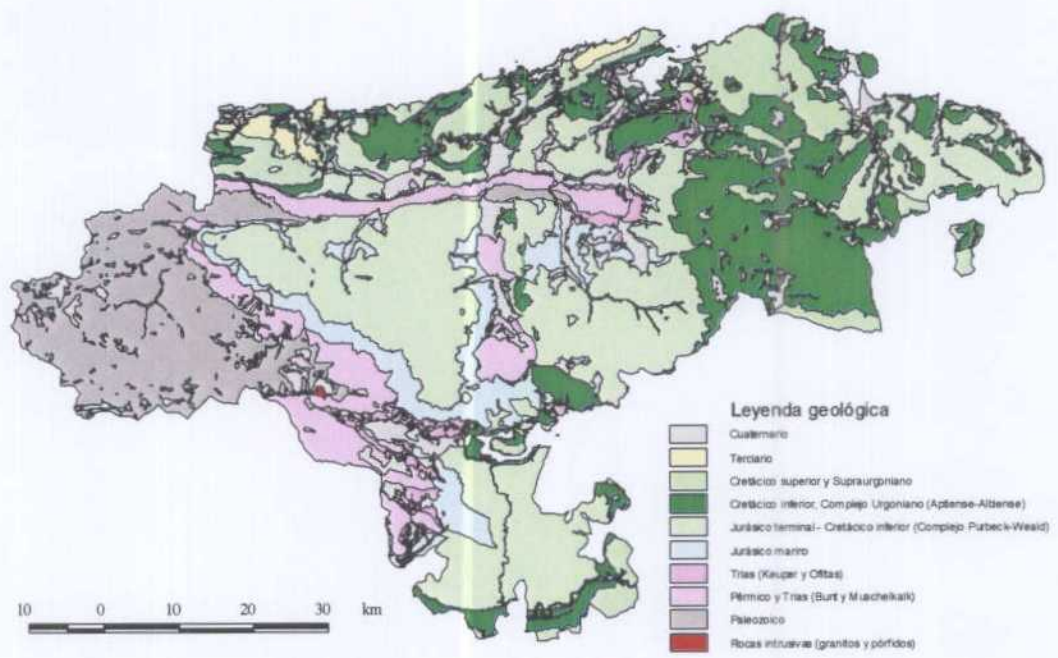 Leyenda geológica
Cuaternario
Terciario
Cretácico superior y Supraurgoniano
Cretácico inferior, Complejo Urgoniano (Aptiense-Albiense)
Jurásico terminal - Cretácico inferior (Complejo Purbeck-Weald)
Jurásico marino
Trías (Keuper y Ofitas)
Pérmico y Trías (Bunt y Muschelkalk)
Paleozoico
Rocas intrusivas (granitos y pórfidos)
10 0 10 20 30 km